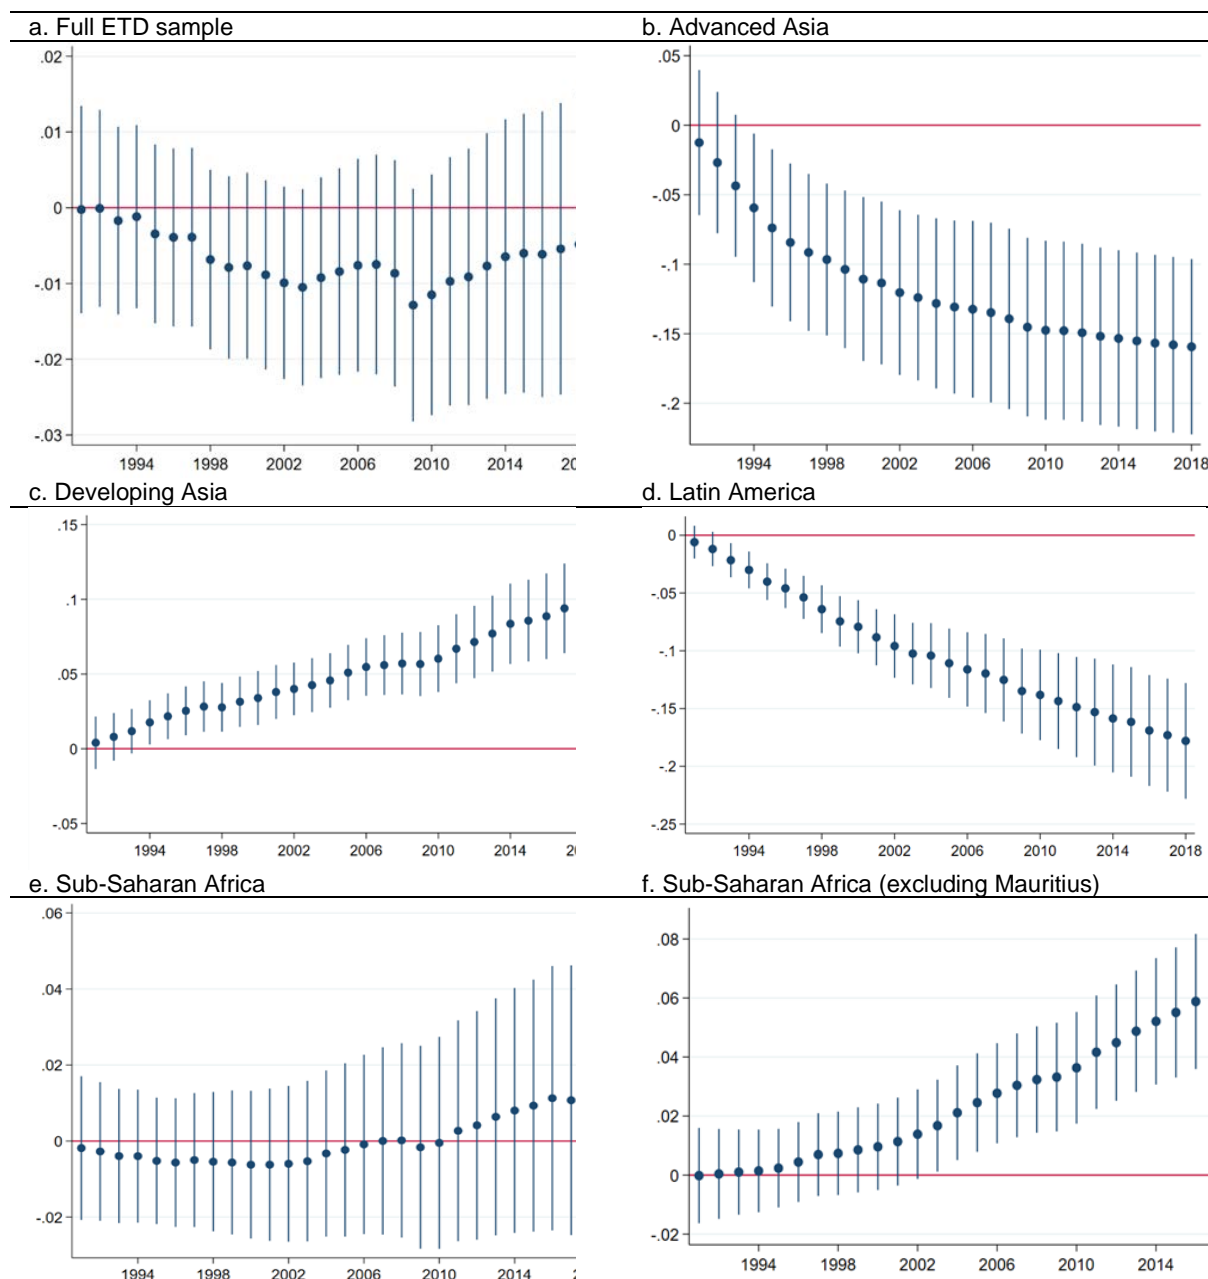 a. Full ETD sample
.02
.01
0
-.01
-.02
-.03
1994 1998 2002 2006 2010 2014 20
b. Advanced Asia
.05
0
-.05
-.1
-.15
-.2
1994 1998 2002 2006 2010 2014 2018
c. Developing Asia
.15
.1
.05
0
-.05
1994 1998 2002 2006 2010 2014 20
d. Latin America
0
-.05
-.1
-.15
-.2
-.25
1994 1998 2002 2006 2010 2014 2018
e. Sub-Saharan Africa
.06
.04
.02
0
-.02
1994 1998 2002 2006 2010 2014 2
f. Sub-Saharan Africa (excluding Mauritius)
.08
.06
.04
.02
0
-.02
1994 1998 2002 2006 2010 2014